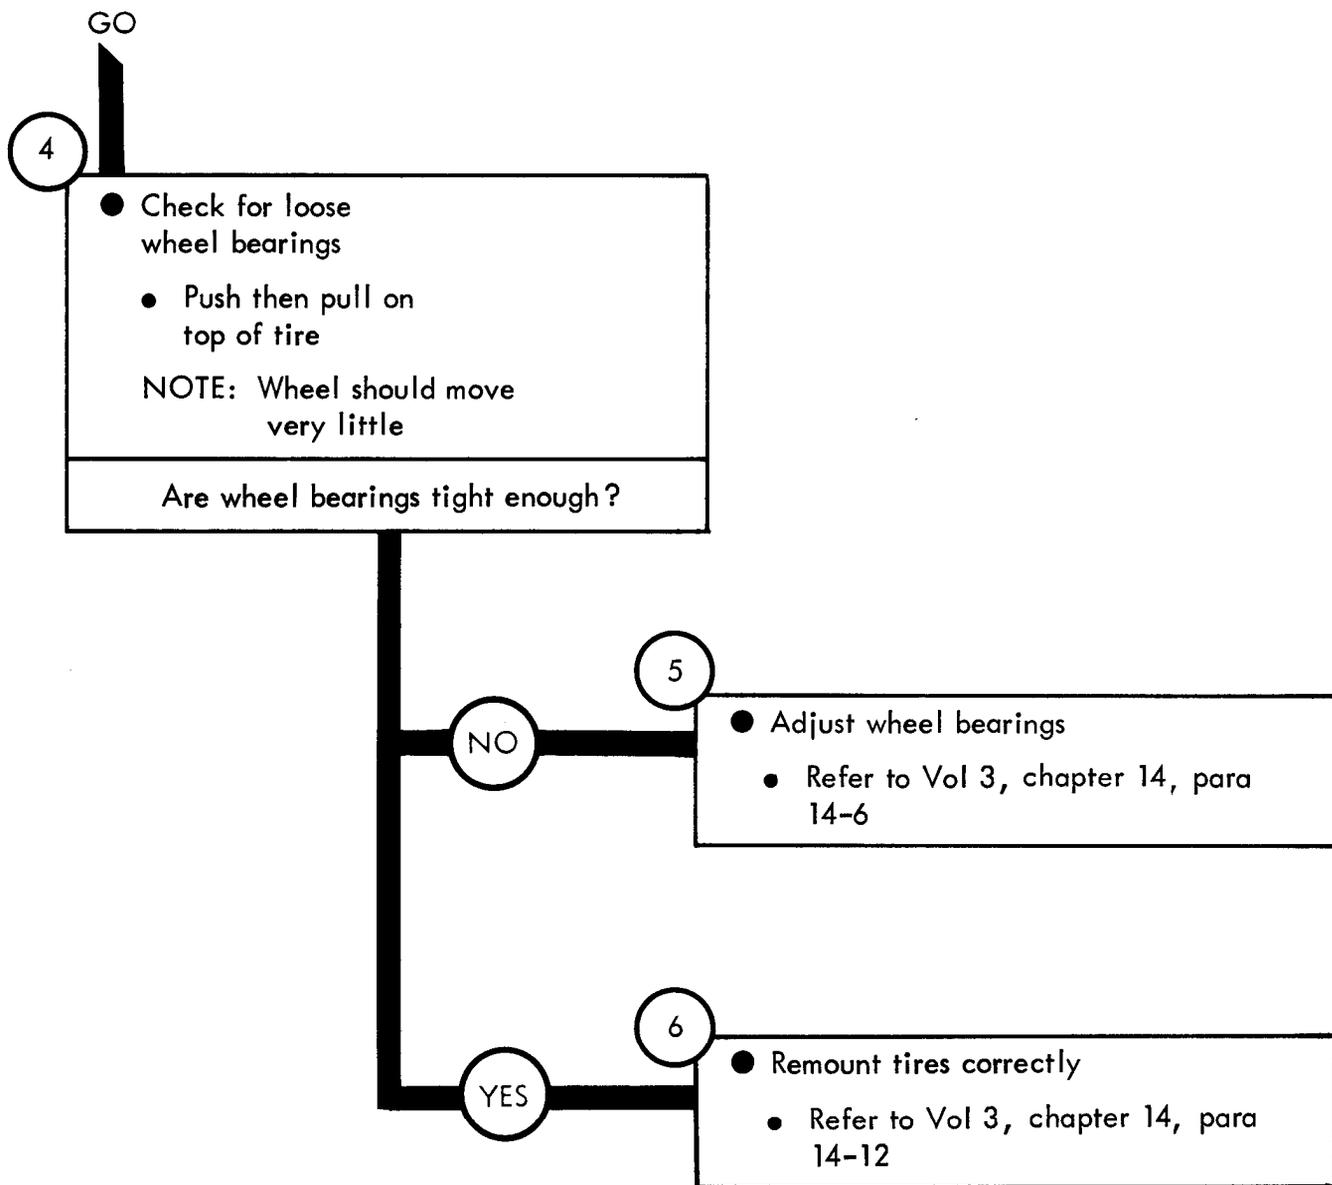 GO
4
● Check for loose
wheel bearings
● Push then pull on
top of tire
NOTE: Wheel should move
very little
Are wheel bearings tight enough?
5
NO
● Adjust wheel bearings
● Refer to Vol 3, chapter 14, para
14-6
6
YES
● Remount tires correctly
● Refer to Vol 3, chapter 14, para
14-12